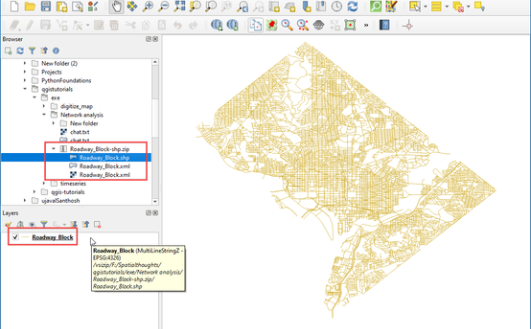 Browser
New folder (2)
Projects
PythonFoundations
qgistutorials
exe
digitize_map
Network analysis
New folder
chat.txt
chat.txt
Roadway_Block-shp.zip
Roadway_Block.shp
Roadway_Block.xml
Roadway_Block.xml
timeseries
qgis-tutorials
ujavalSanthosh
Layers
Roadway_Block
Roadway_Block (MultiLineStringZ -
EPSG:4326)
/vsizip/F:/Spatialthoughts/
qgistutorials/exe/Network analysis/
Roadway_Block-shp.zip/
Roadway_Block.shp